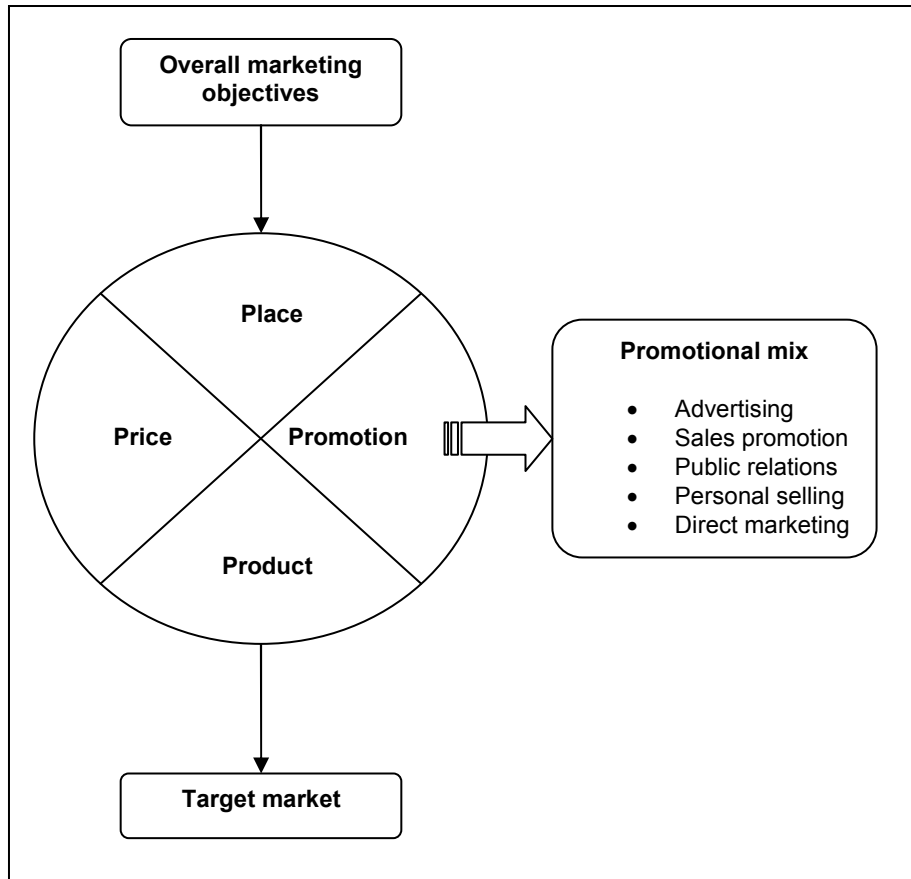 Overall marketing
objectives
Place
Price
Promotion
Product
Promotional mix
• Advertising
• Sales promotion
• Public relations
• Personal selling
• Direct marketing
Target market